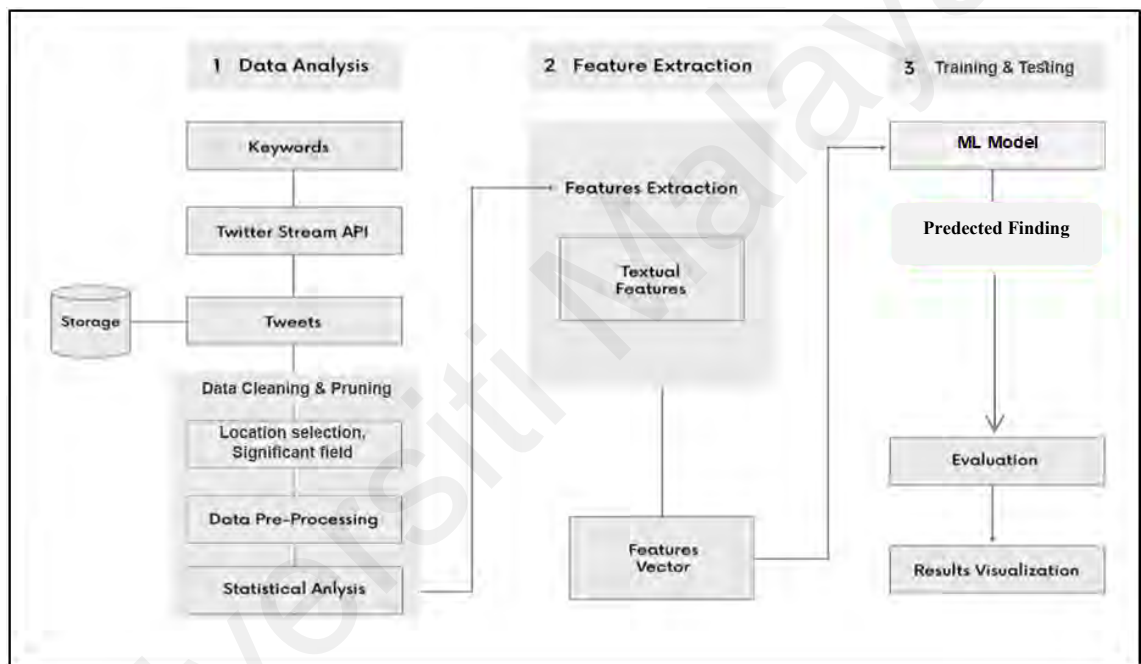 1 Data Analysis
Keywords
Twitter Stream API
Storage
Tweets
Data Cleaning & Pruning
Location selection,
Significant field
Data Pre-Processing
Statistical Anlysis
2 Feature Extraction
Features Extraction
Textual
Features
Features
Vector
3 Training & Testing
ML Model
Predected Finding
Evaluation
Results Visualization
ersiti Malay